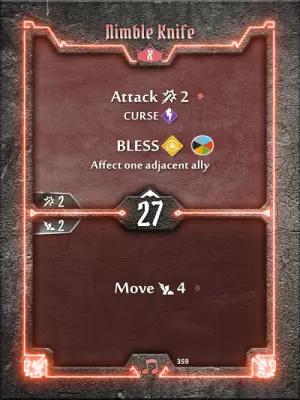 Nimble Knife
X
Attack 2
CURSE
BLESS
Affect one adjacent ally
2
27
2
Move 4
359